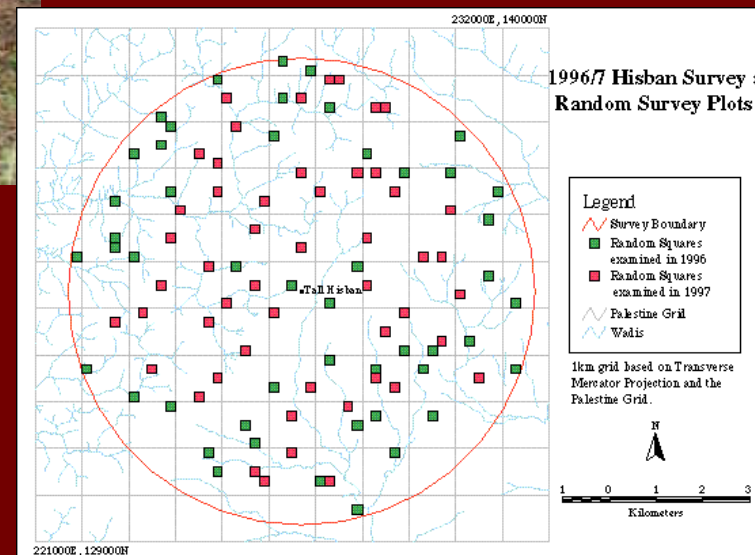 232000E, 140000N
1996/7 Hisban Survey
Random Survey Plots
Tall Hisban
Legend
Survey Boundary
Random Squares
examined in 1996
Random Squares
examined in 1997
Palestine Grid
Wadis
1km grid based on Transverse
Mercator Projection and the
Palestine Grid.
N
1 0 1 2 3
Kilometers
221000E, 129000N